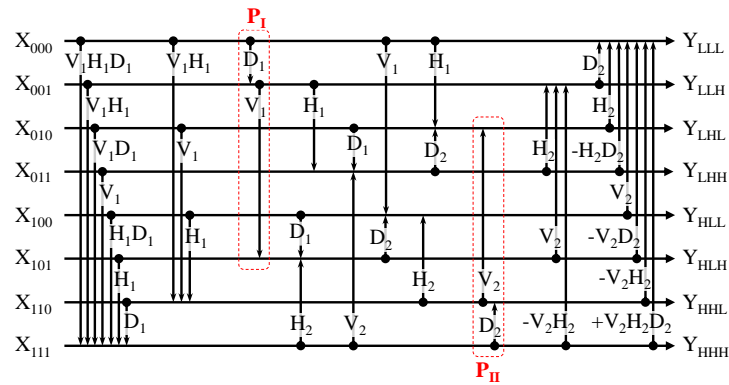 P_I
X_000 Y_LLL
V_1H_1D_1 V_1H_1 D_1 V_1 H_1 D_2
X_001 Y_LLH
V_1H_1 V_1 H_1 H_2
X_010 Y_LHL
V_1D_1 V_1 D_1 D_2 H_2 -H_2D_2
X_011 Y_LHH
V_1 V_2
X_100 Y_HLL
H_1D_1 H_1 D_1 D_2 V_2 -V_2D_2
X_101 Y_HLH
H_1 H_2 V_2 -V_2H_2
X_110 Y_HHL
D_1 H_2 V_2 D_2 -V_2H_2 +V_2H_2D_2
X_111 Y_HHH
P_II